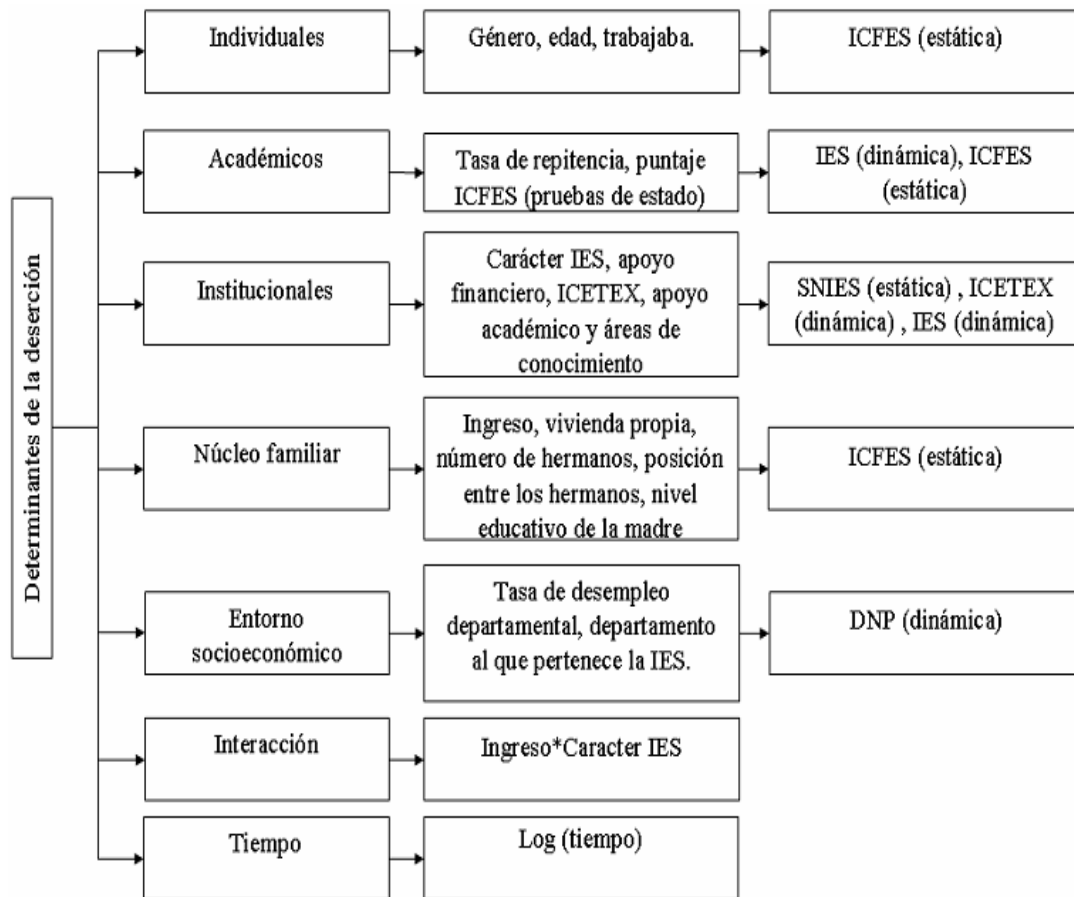 Determinantes de la deserción
Individuales
Género, edad, trabajaba.
ICFES (estática)
Académicos
Tasa de repitencia, puntaje
ICFES (pruebas de estado)
IES (dinámica), ICFES
(estática)
Institucionales
Carácter IES, apoyo
financiero, ICETEX, apoyo
académico y áreas de
conocimiento
SNIES (estática) , ICETEX
(dinámica) , IES (dinámica)
Núcleo familiar
Ingreso, vivienda propia,
número de hermanos, posición
entre los hermanos, nivel
educativo de la madre
ICFES (estática)
Entorno
socioeconómico
Tasa de desempleo
departamental, departamento
al que pertenece la IES.
DNP (dinámica)
Interacción
Ingreso*Caracter IES
Tiempo
Log (tiempo)